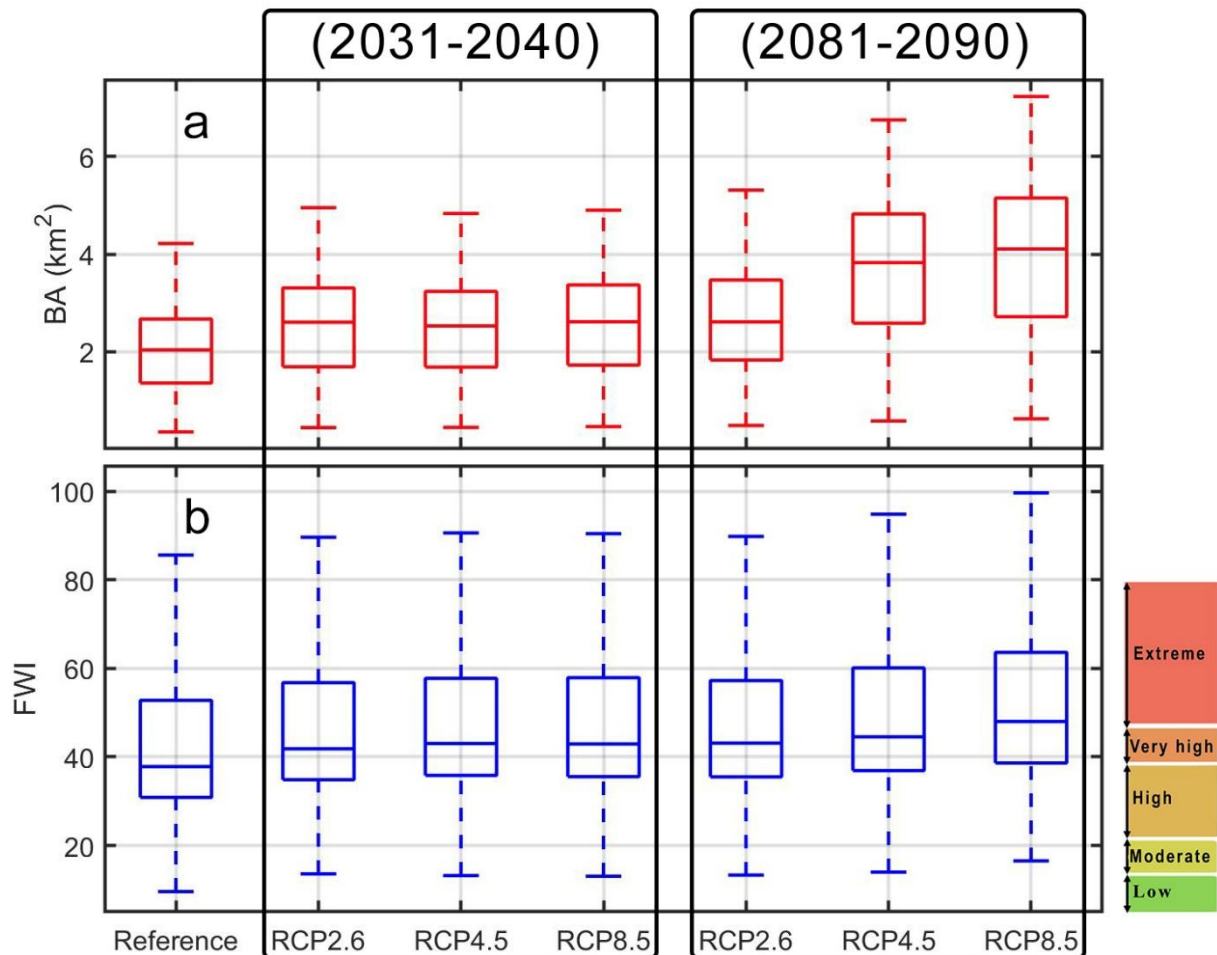 (2031-2040)
(2081-2090)
a
BA (km²)
6
4
2
b
FWI
100
80
60
40
20
Extreme
Very high
High
Moderate
Low
Reference
RCP2.6
RCP4.5
RCP8.5
RCP2.6
RCP4.5
RCP8.5